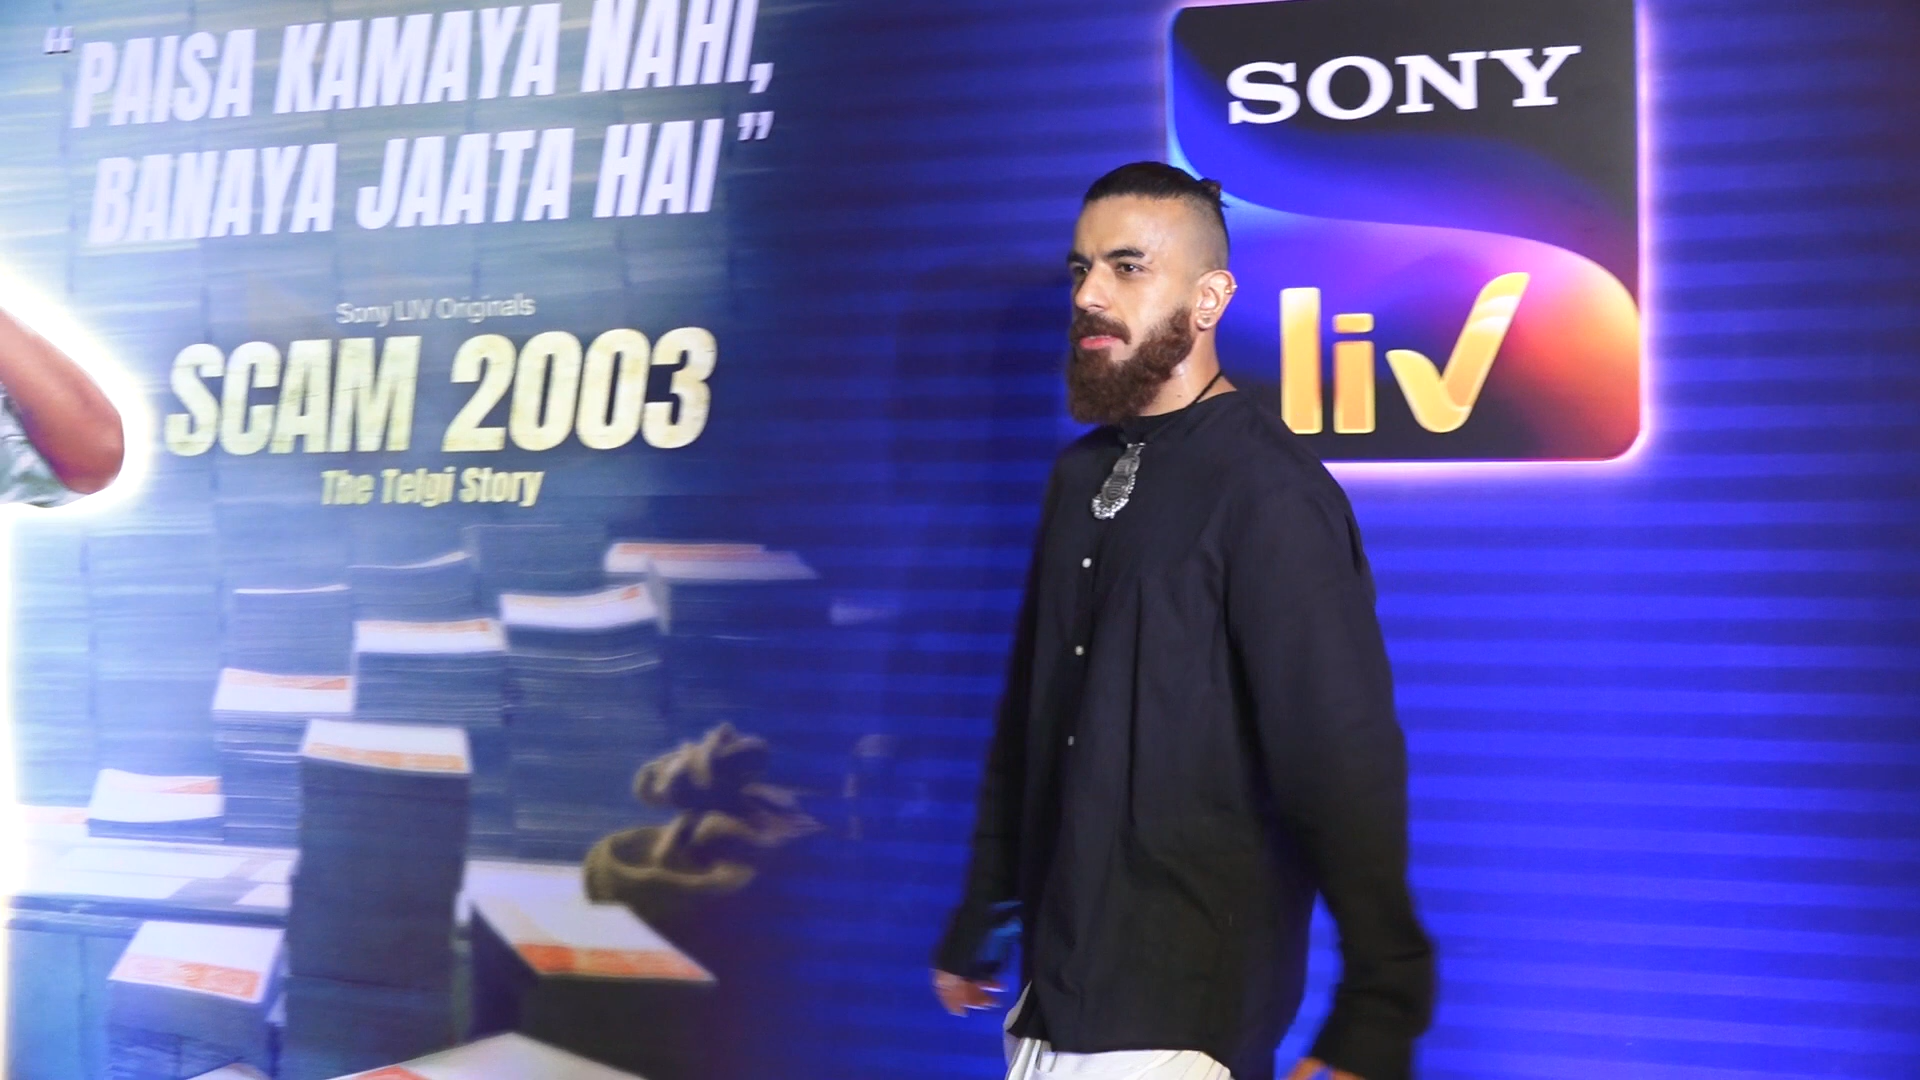 “PAISA KAMAYA NAHI,
BANAYA JAATA HAI”
Sony LIV Originals
SCAM 2003
The Telgi Story
SONY
liv